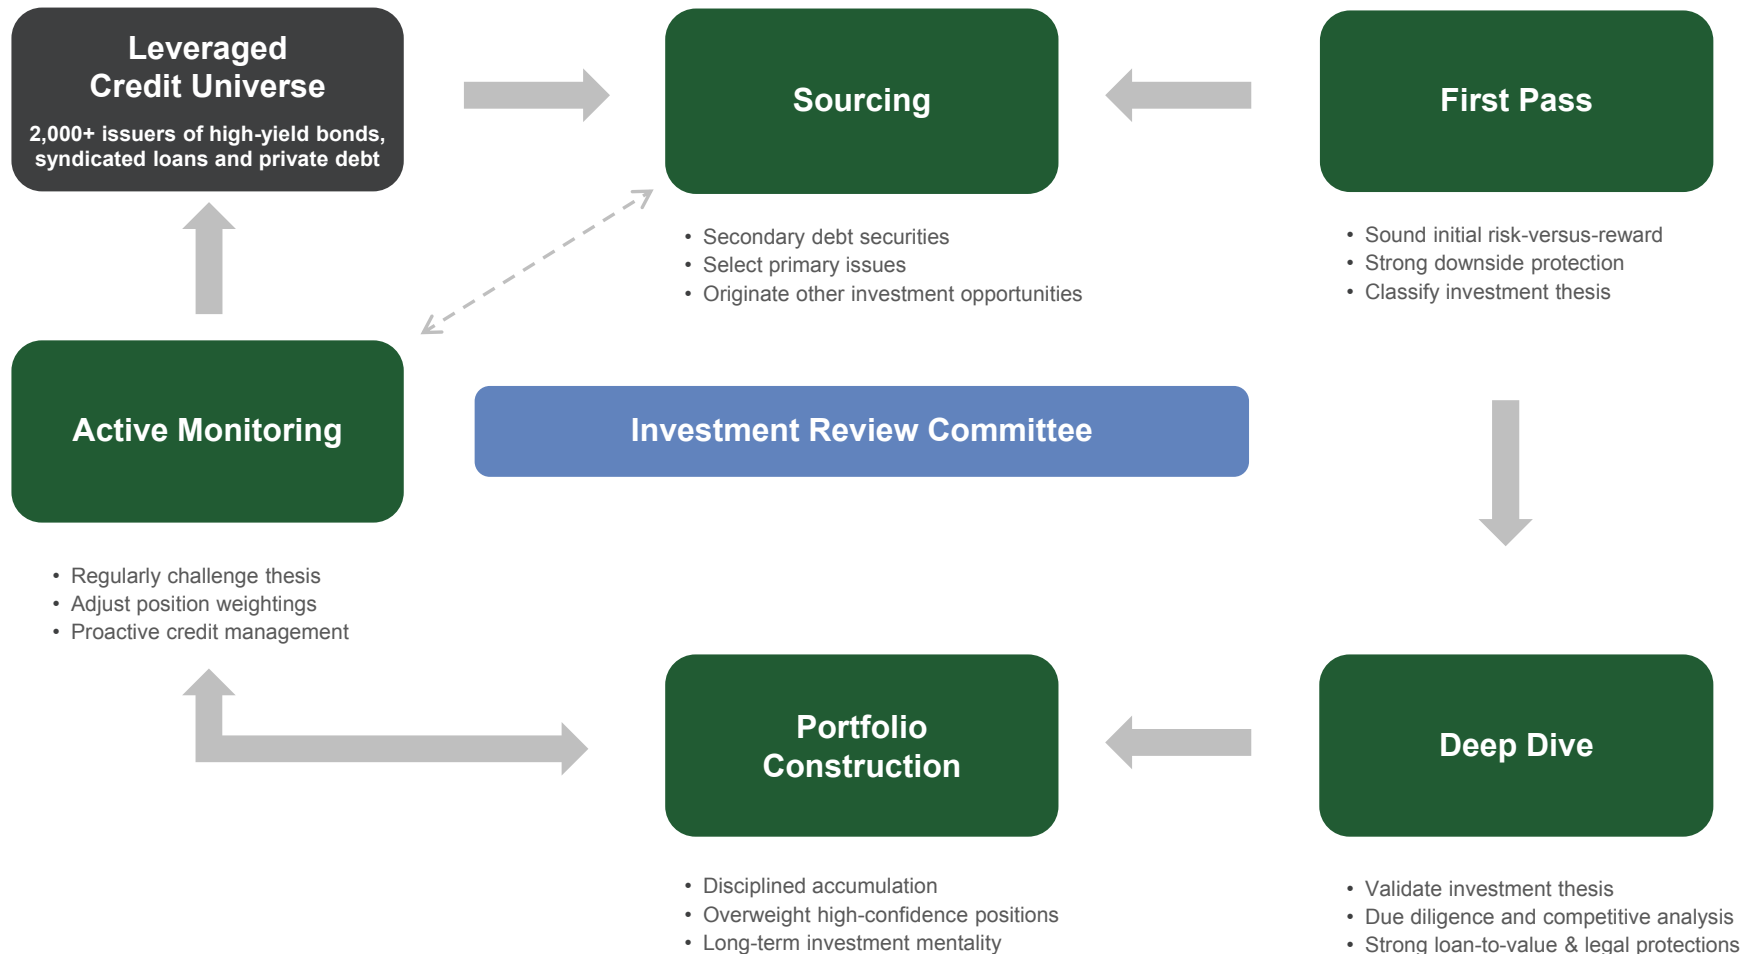 Leveraged
Credit Universe
2,000+ issuers of high-yield bonds,
syndicated loans and private debt
Sourcing
• Secondary debt securities
• Select primary issues
• Originate other investment opportunities
First Pass
• Sound initial risk-versus-reward
• Strong downside protection
• Classify investment thesis
Active Monitoring
• Regularly challenge thesis
• Adjust position weightings
• Proactive credit management
Investment Review Committee
Portfolio
Construction
• Disciplined accumulation
• Overweight high-confidence positions
• Long-term investment mentality
Deep Dive
• Validate investment thesis
• Due diligence and competitive analysis
• Strong loan-to-value & legal protections